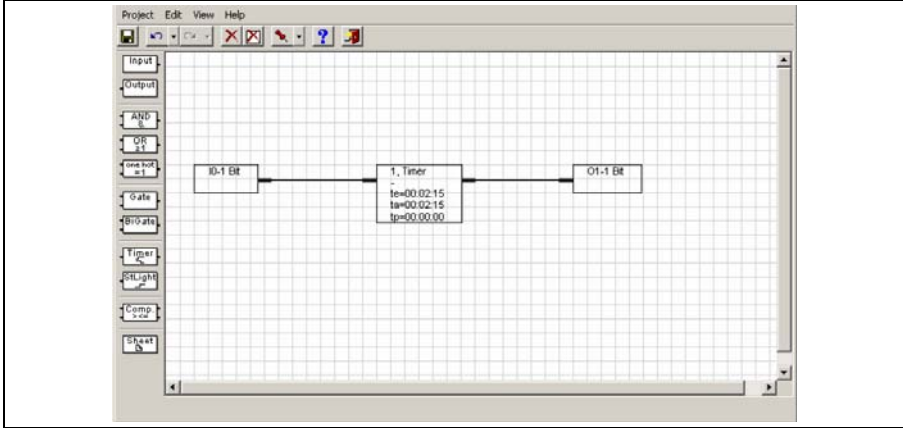 Project Edit View Help
Input
Output
AND
&
OR
≥1
one hot
=1
Gate
BiGate
Timer
StLight
Comp.
Sheet
I0-1 Bit
1, Timer
-
te=00:02:15
ta=00:02:15
tp=00:00:00
O1-1 Bit